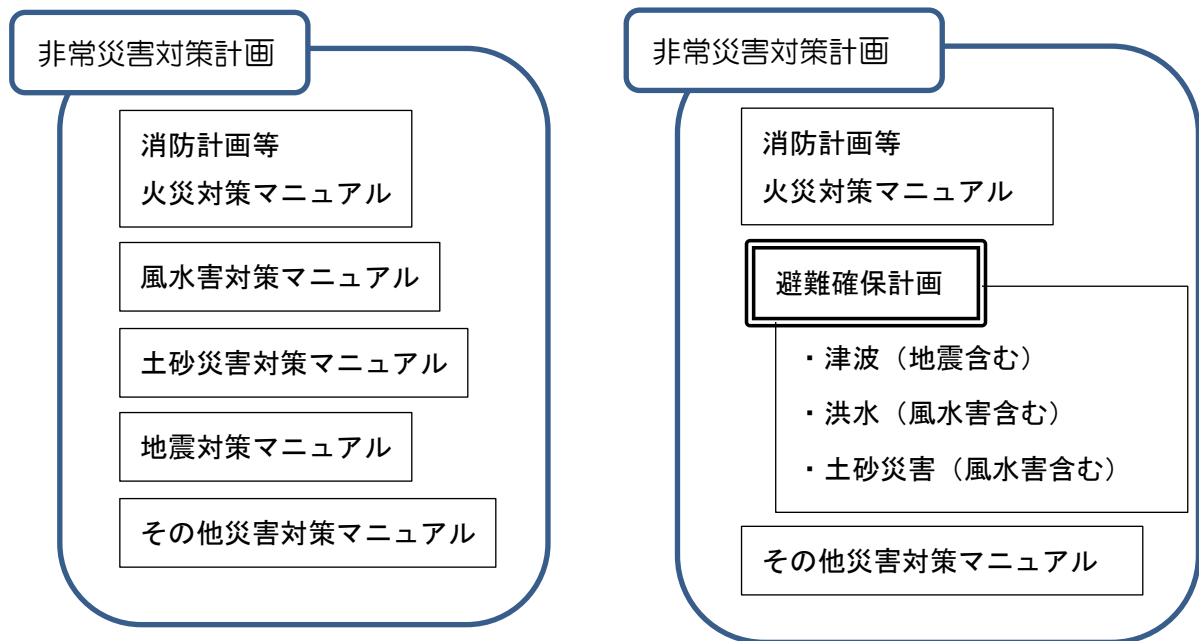 非常災害対策計画
消防計画等
火災対策マニュアル
風水害対策マニュアル
土砂災害対策マニュアル
地震対策マニュアル
その他災害対策マニュアル
非常災害対策計画
消防計画等
火災対策マニュアル
避難確保計画
・津波（地震含む）
・洪水（風水害含む）
・土砂災害（風水害含む）
その他災害対策マニュアル